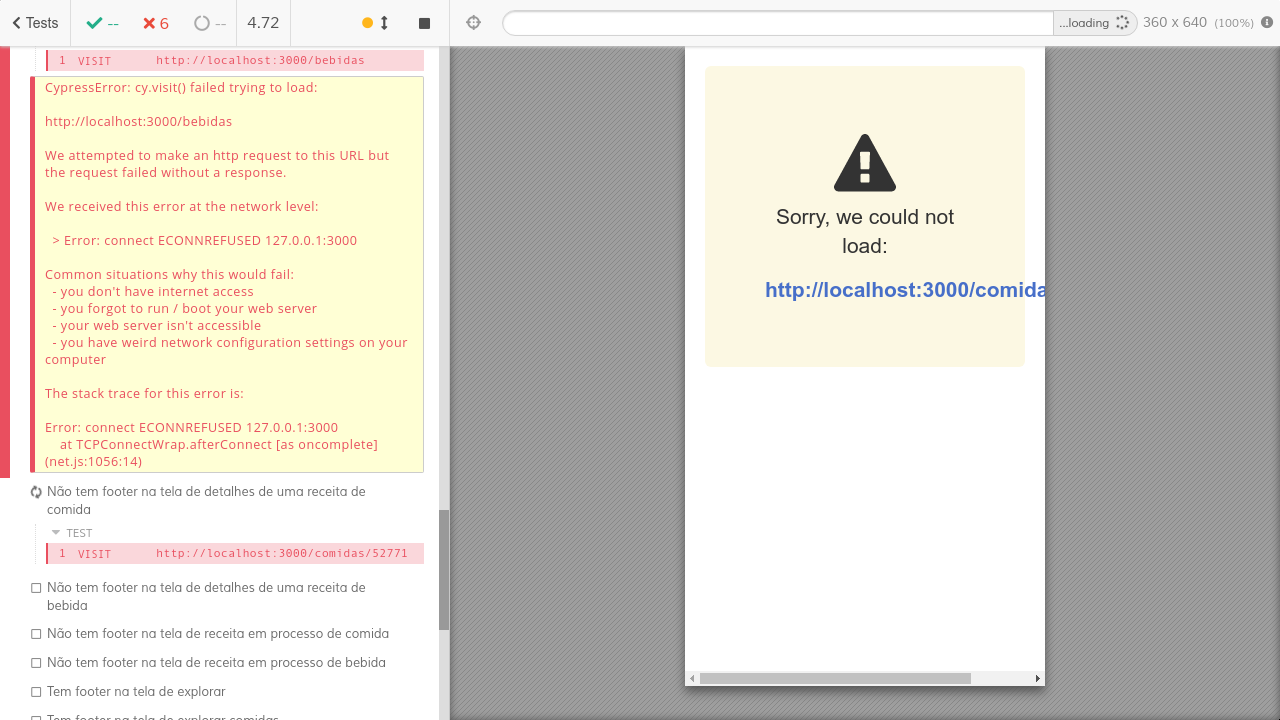 Tests
--
6
--
4.72
...loading
360 x 640 (100%)
1 VISIT http://localhost:3000/bebidas
CypressError: cy.visit() failed trying to load:
http://localhost:3000/bebidas
We attempted to make an http request to this URL but
the request failed without a response.
We received this error at the network level:
> Error: connect ECONNREFUSED 127.0.0.1:3000
Common situations why this would fail:
- you don't have internet access
- you forgot to run / boot your web server
- your web server isn't accessible
- you have weird network configuration settings on your
computer
The stack trace for this error is:
Error: connect ECONNREFUSED 127.0.0.1:3000
at TCPConnectWrap.afterConnect [as oncomplete]
(net.js:1056:14)
Não tem footer na tela de detalhes de uma receita de
comida
TEST
1 VISIT http://localhost:3000/comidas/52771
Não tem footer na tela de detalhes de uma receita de
bebida
Não tem footer na tela de receita em processo de comida
Não tem footer na tela de receita em processo de bebida
Tem footer na tela de explorar
Tem footer na tela de explorar comidas
Sorry, we could not
load:
http://localhost:3000/comida